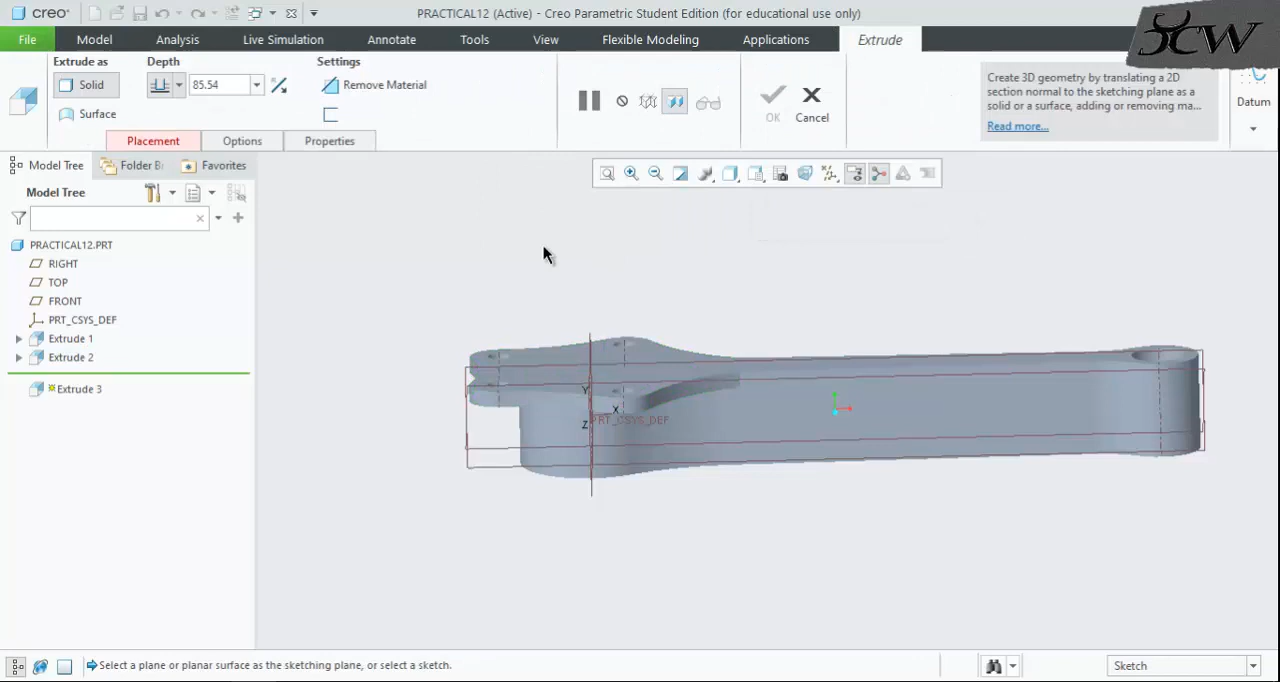 creo
PRACTICAL12 (Active) - Creo Parametric Student Edition (for educational use only)
File Model Analysis Live Simulation Annotate Tools View Flexible Modeling Applications Extrude
XCW
Extrude as Depth Settings
Solid 85.54 Remove Material
Surface
OK Cancel
Create 3D geometry by translating a 2D
section normal to the sketching plane as a
solid or a surface, adding or removing ma...
Read more...
Datum
Placement Options Properties
Model Tree Folder Br Favorites
Model Tree
PRACTICAL12.PRT
RIGHT
TOP
FRONT
PRT_CSYS_DEF
Extrude 1
Extrude 2
Extrude 3
Y
X
Z PRT_CSYS_DEF
Select a plane or planar surface as the sketching plane, or select a sketch.
Sketch